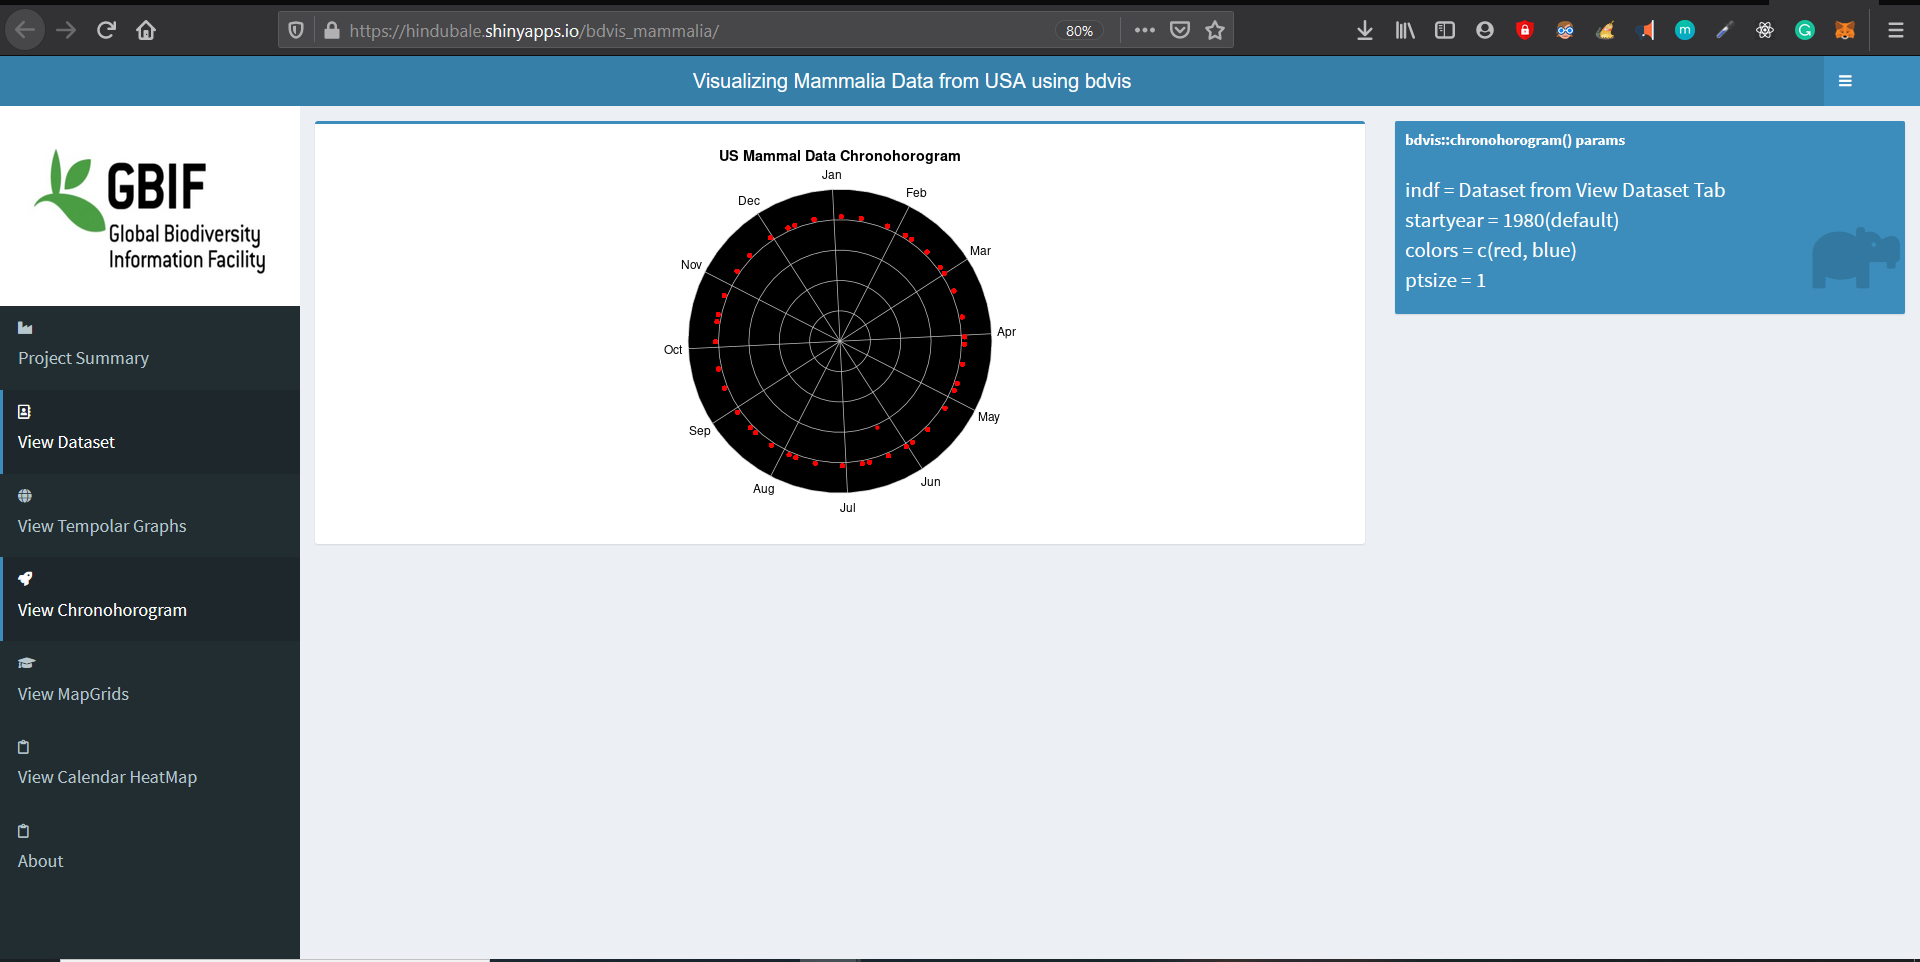 https://hindubale.shinyapps.io/bdvis_mammalia/
80%
m
Visualizing Mammalia Data from USA using bdvis
GBIF
Global Biodiversity
Information Facility
Project Summary
View Dataset
View Tempolar Graphs
View Chronohorogram
View MapGrids
View Calendar HeatMap
About
US Mammal Data Chronohorogram
Jan
Feb
Mar
Apr
May
Jun
Jul
Aug
Sep
Oct
Nov
Dec
bdvis::chronohorogram() params
indf = Dataset from View Dataset Tab
startyear = 1980(default)
colors = c(red, blue)
ptsize = 1